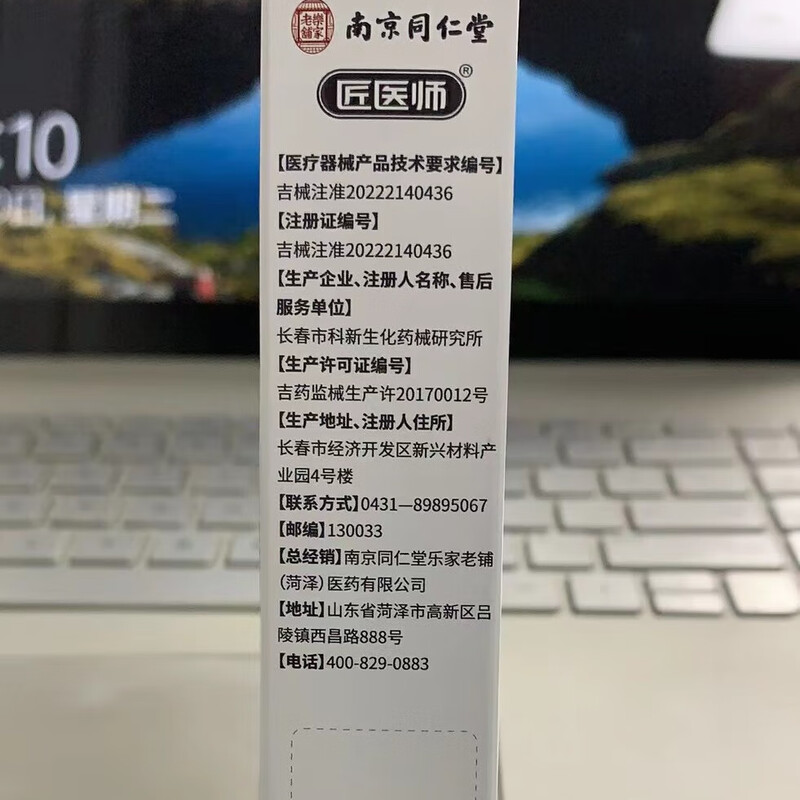 老樂
舖家
南京同仁堂
匠医师®
【医疗器械产品技术要求编号】
吉械注准20222140436
【注册证编号】
吉械注准20222140436
【生产企业、注册人名称、售后
服务单位】
长春市科新生化药械研究所
【生产许可证编号】
吉药监械生产许20170012号
【生产地址、注册人住所】
长春市经济开发区新兴材料产
业园4号楼
【联系方式】0431—89895067
【邮编】130033
【总经销】南京同仁堂乐家老铺
（菏泽）医药有限公司
【地址】山东省菏泽市高新区吕
陵镇西昌路888号
【电话】400-829-0883
:10
日, 星期二